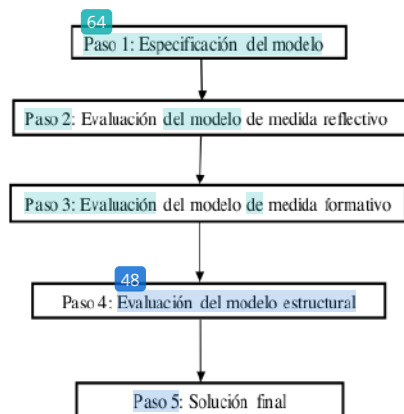 64
Paso 1: Especificación del modelo
Paso 2: Evaluación del modelo de medida reflectivo
Paso 3: Evaluación del modelo de medida formativo
48
Paso 4: Evaluación del modelo estructural
Paso 5: Solución final